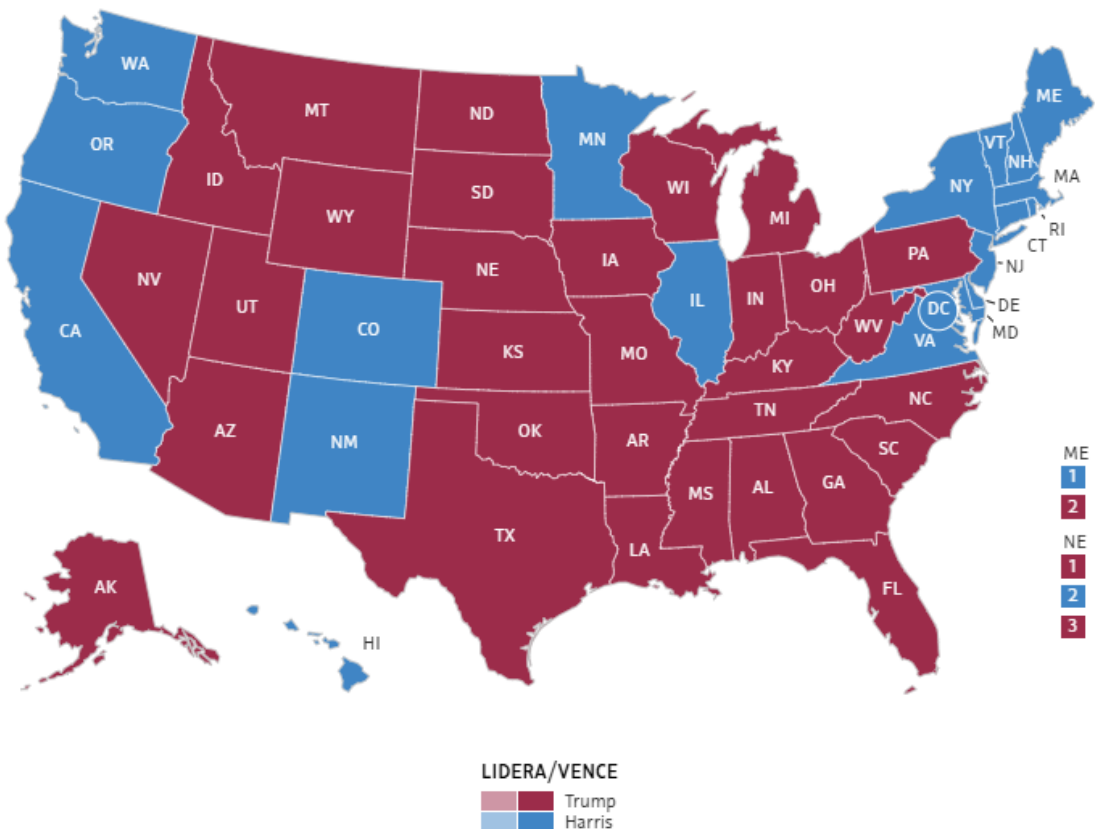 WA
MT
ND
MN
ME
OR
VT
NH
ID
SD
WI
NY
MA
MI
WY
RI
CT
PA
IA
NE
NJ
NV
UT
OH
IL
IN
DE
DC
CA
CO
WV
MD
VA
MO
KS
KY
NC
TN
AZ
OK
AR
NM
SC
ME
1
GA
AL
MS
2
TX
NE
LA
1
AK
FL
2
3
HI
LIDERA/VENCE
Trump
Harris